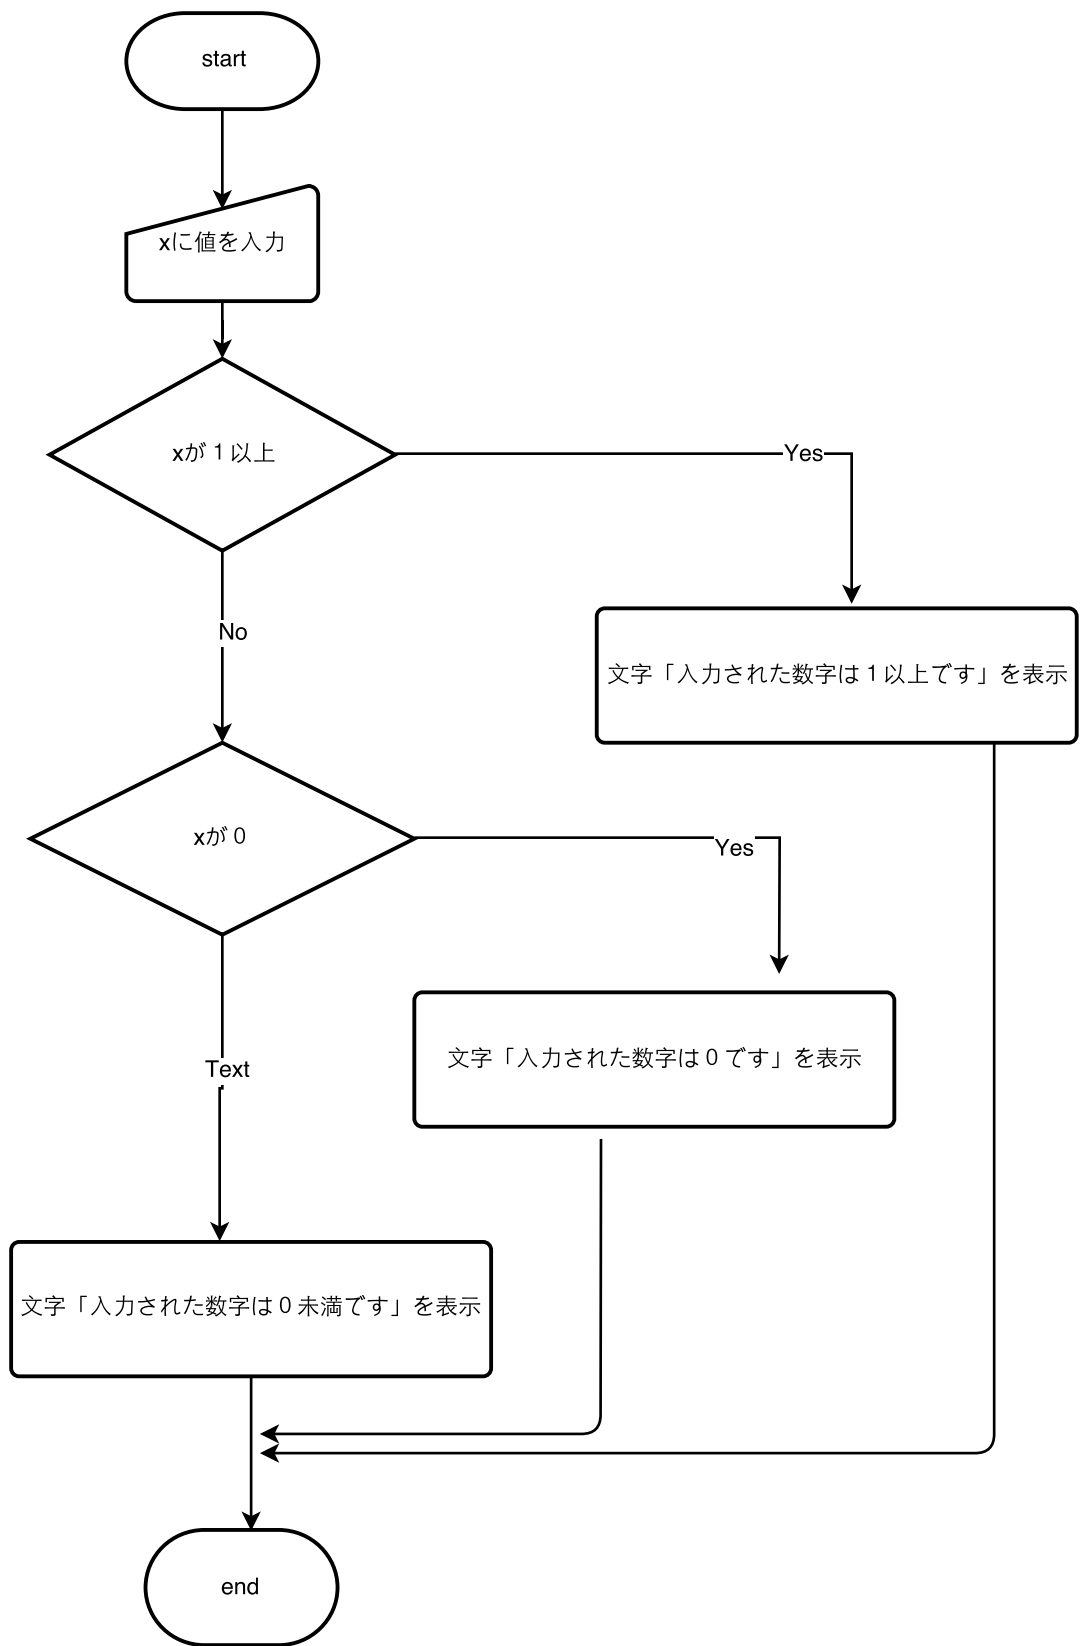 start
xに値を入力
xが１以上
Yes
No
文字「入力された数字は１以上です」を表示
xが０
Yes
文字「入力された数字は０です」を表示
Text
文字「入力された数字は０未満です」を表示
end